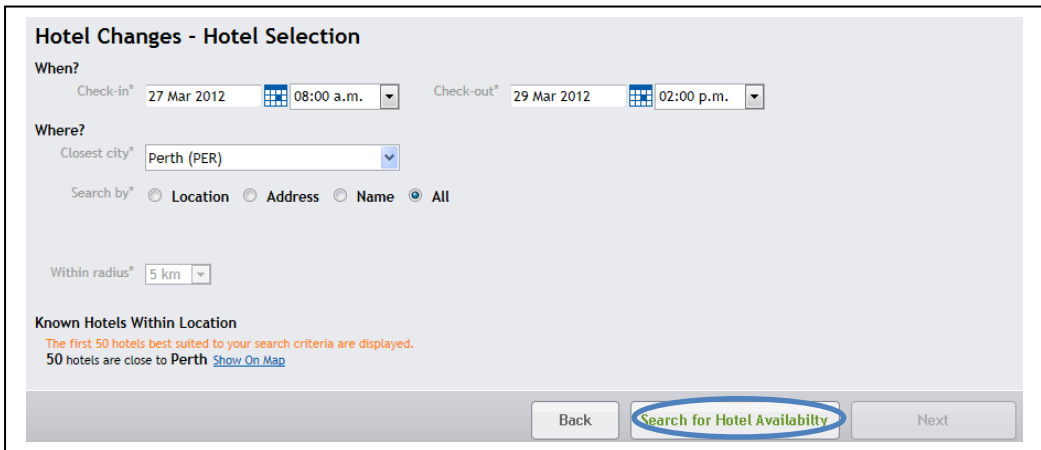 Hotel Changes - Hotel Selection
When?
Check-in* 27 Mar 2012 08:00 a.m. Check-out* 29 Mar 2012 02:00 p.m.
Where?
Closest city* Perth (PER)
Search by* Location Address Name All
Within radius* 5 km
Known Hotels Within Location
The first 50 hotels best suited to your search criteria are displayed.
50 hotels are close to Perth Show On Map
Back Search for Hotel Availabilty Next